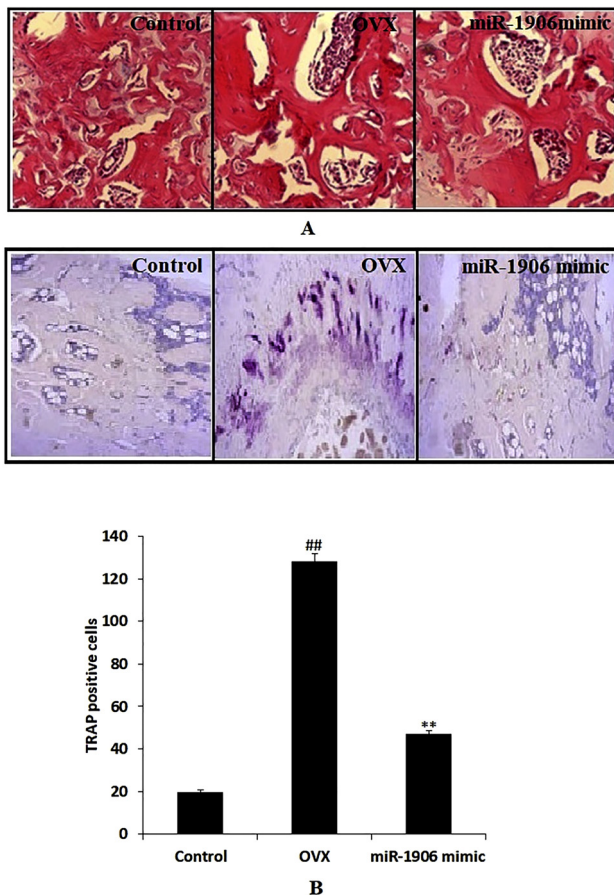 Control OVX miR-1906mimic
A
Control OVX miR-1906 mimic
140
120
100
80
60
40
20
0
TRAP positive cells
##
**
Control OVX miR-1906 mimic
B